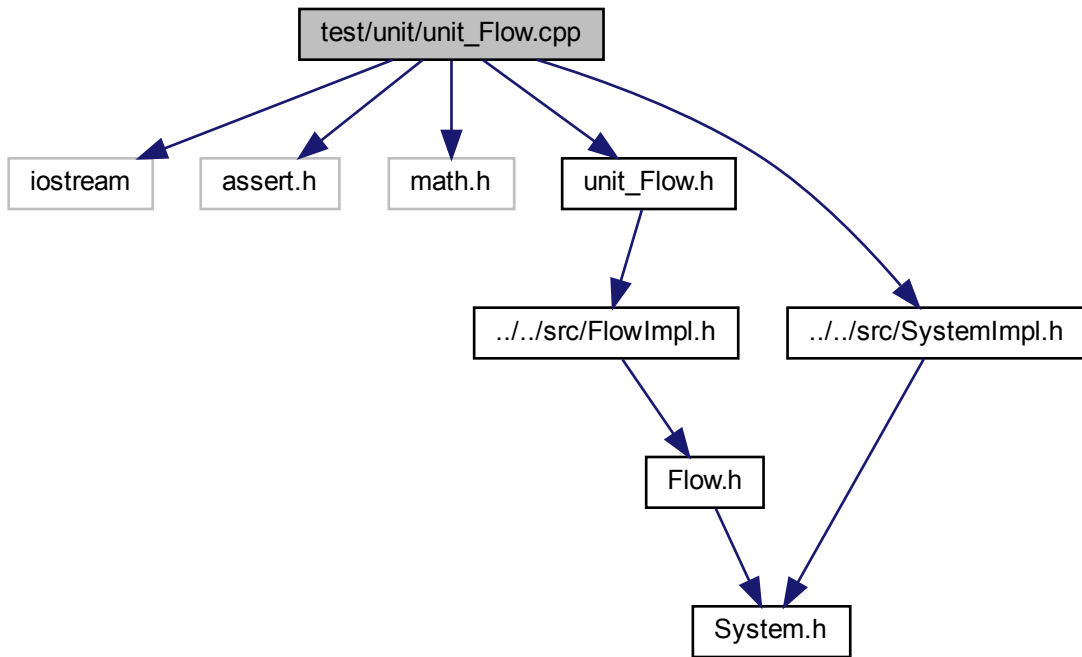 test/unit/unit_Flow.cpp
iostream
assert.h
math.h
unit_Flow.h
../../src/FlowImpl.h
../../src/SystemImpl.h
Flow.h
System.h